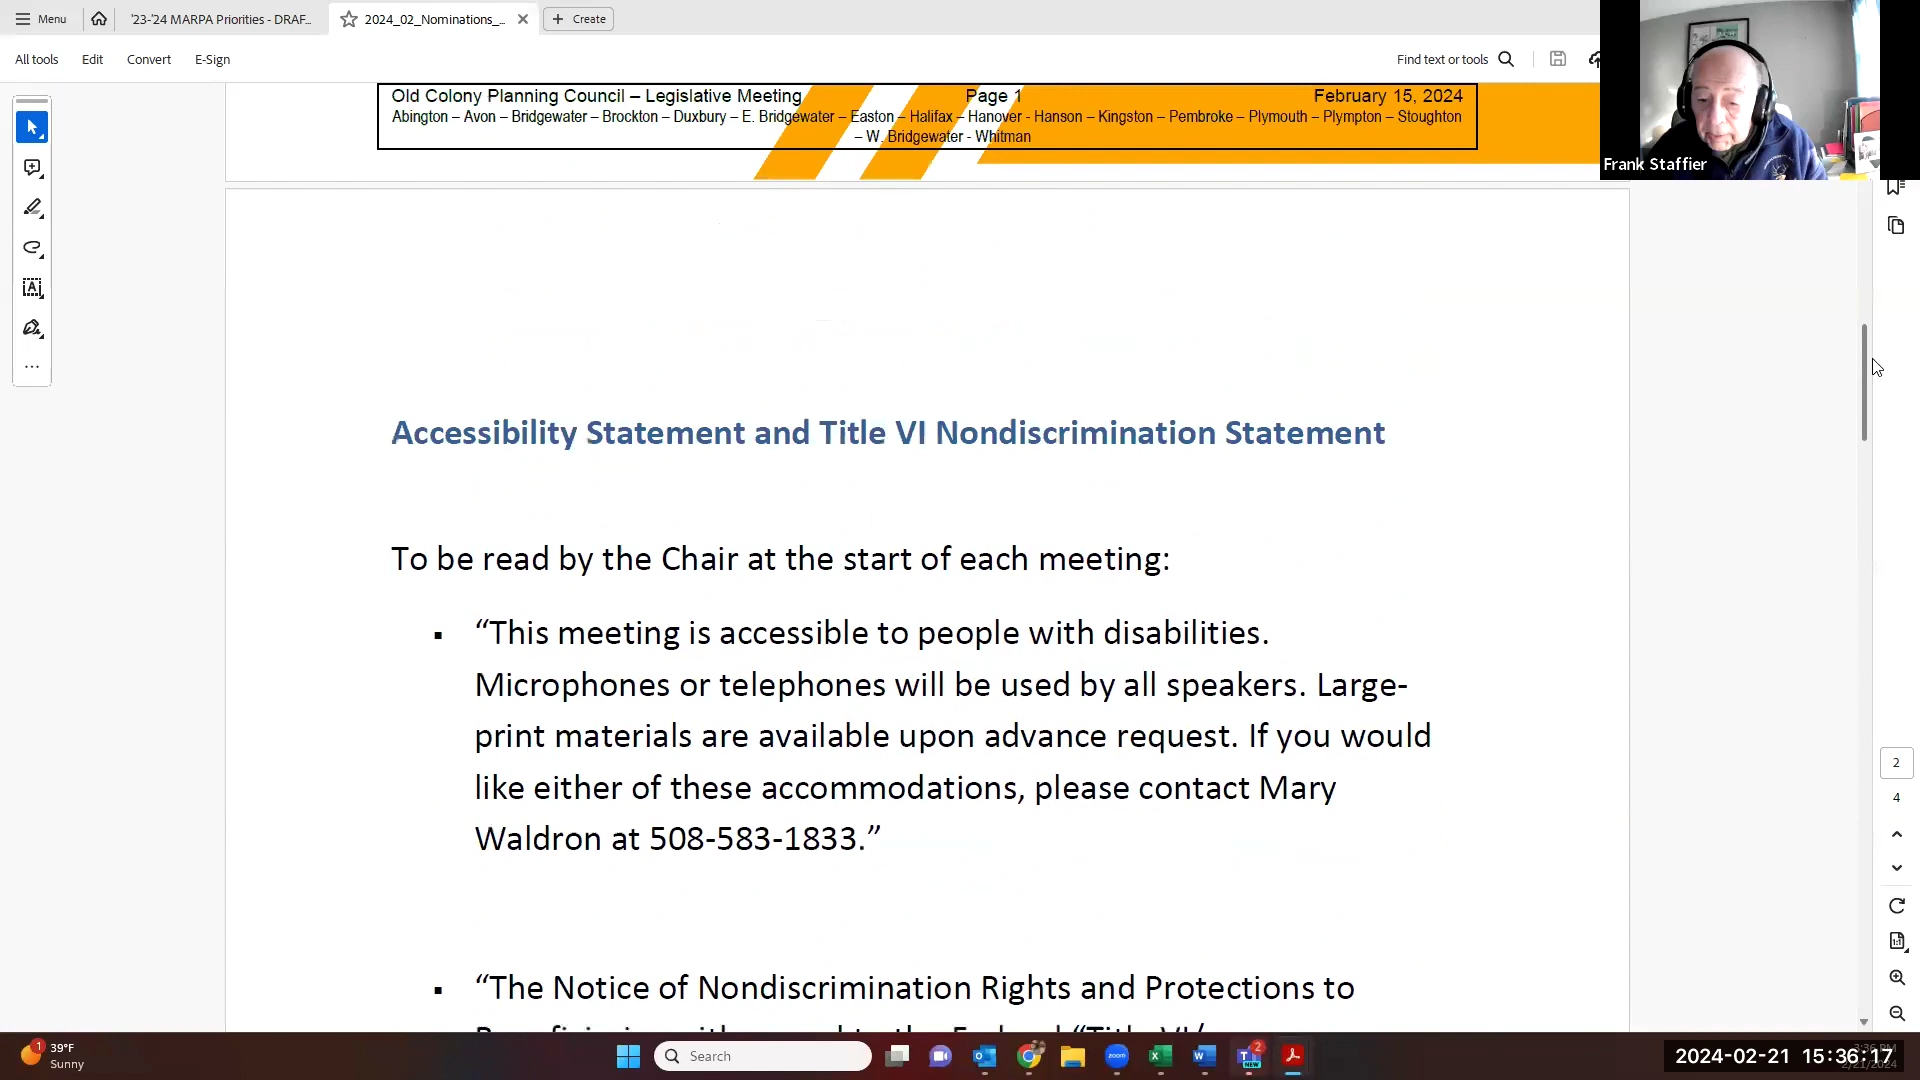 Menu
'23-'24 MARPA Priorities - DRAF...
2024_02_Nominations_...
Create
All tools
Edit
Convert
E-Sign
Find text or tools
Old Colony Planning Council – Legislative Meeting Page 1 February 15, 2024
Abington – Avon – Bridgewater – Brockton – Duxbury – E. Bridgewater – Easton – Halifax – Hanover - Hanson – Kingston – Pembroke – Plymouth – Plympton – Stoughton
– W. Bridgewater - Whitman
Frank Staffier
Accessibility Statement and Title VI Nondiscrimination Statement
To be read by the Chair at the start of each meeting:
▪ “This meeting is accessible to people with disabilities.
Microphones or telephones will be used by all speakers. Large-
print materials are available upon advance request. If you would
like either of these accommodations, please contact Mary
Waldron at 508-583-1833.”
▪ “The Notice of Nondiscrimination Rights and Protections to
2
4
1
39°F
Sunny
Search
2
2024-02-21 15:36:17